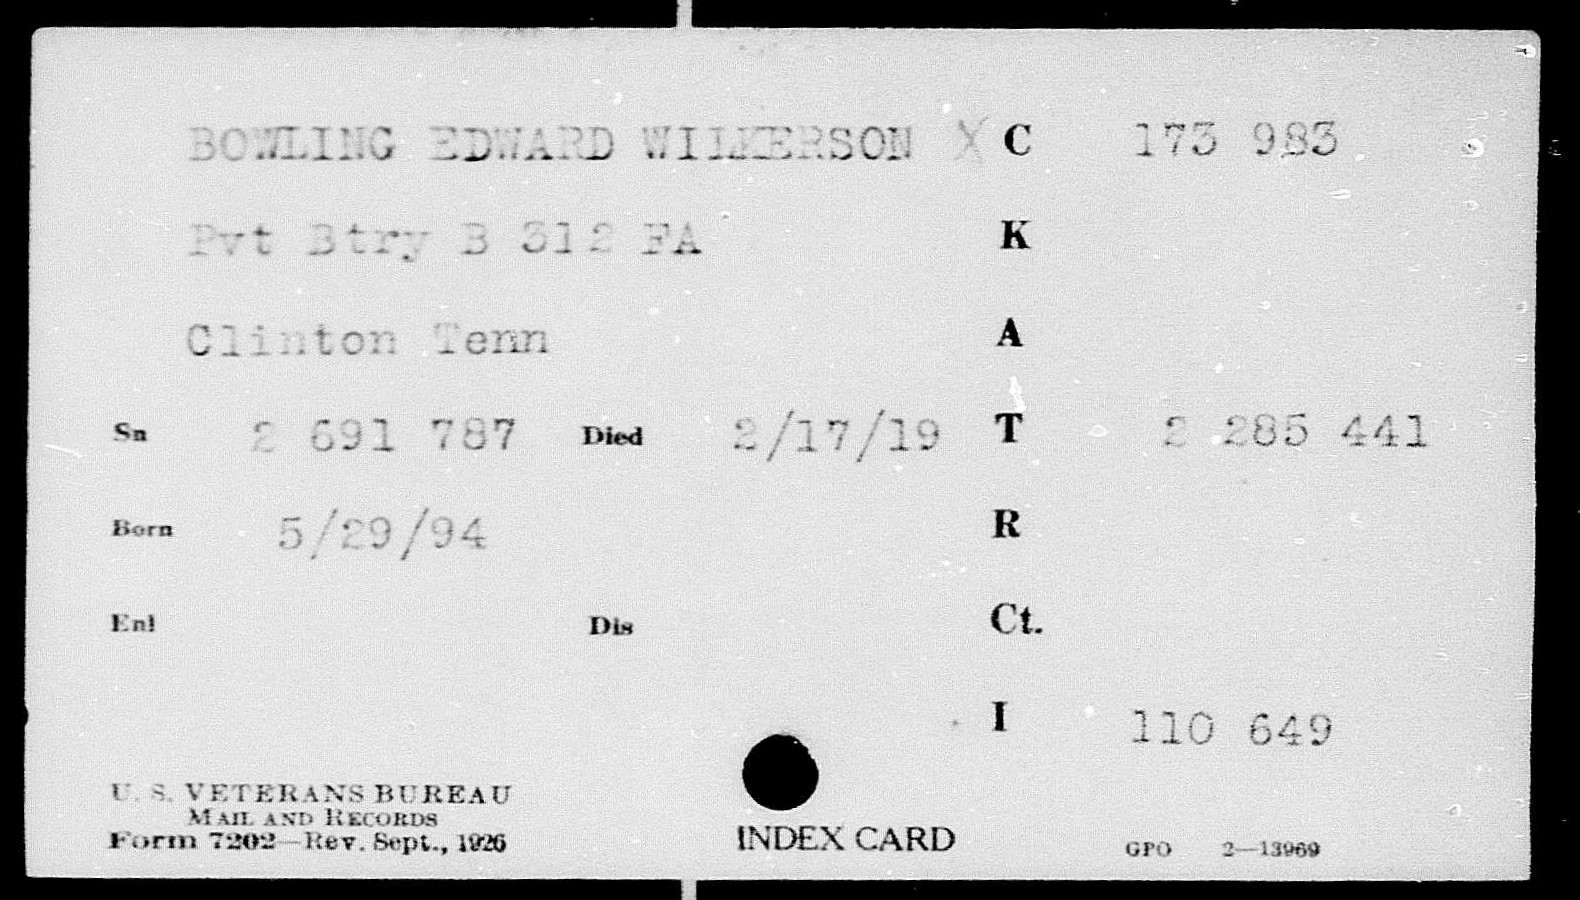 BOWLING EDWARD WILKERSON X C 173 983
Pvt Btry B 312 FA K
Clinton Tenn A
Sn 2 691 787 Died 2/17/19 T 2 285 441
Born 5/29/94 R
Enl Dis Ct.
I 110 649
U. S. VETERANS BUREAU
MAIL AND RECORDS
Form 7202—Rev. Sept., 1926 INDEX CARD GPO 2—13969